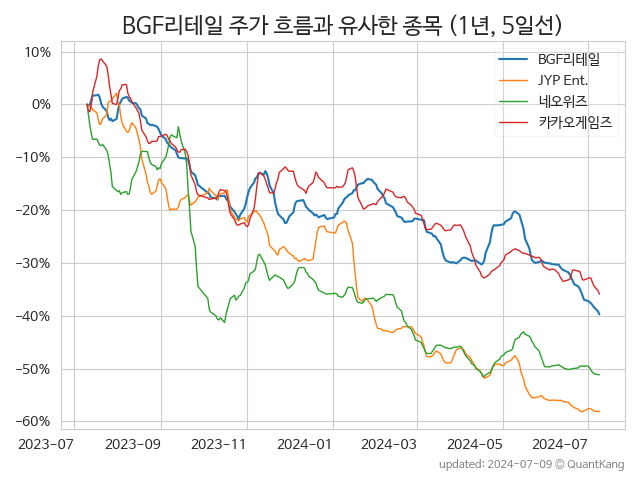 BGF리테일 주가 흐름과 유사한 종목 (1년, 5일선)
BGF리테일
JYP Ent.
네오위즈
카카오게임즈
10%
0%
−10%
−20%
−30%
−40%
−50%
−60%
2023-07
2023-09
2023-11
2024-01
2024-03
2024-05
2024-07
updated: 2024-07-09 © QuantKang